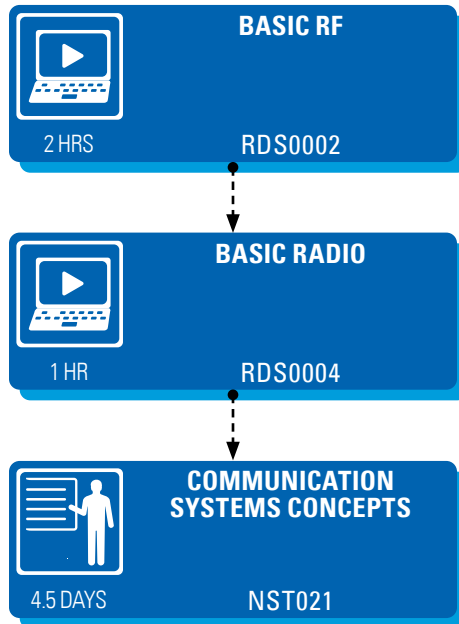 BASIC RF
2 HRS
RDS0002
BASIC RADIO
1 HR
RDS0004
COMMUNICATION
SYSTEMS CONCEPTS
4.5 DAYS
NST021